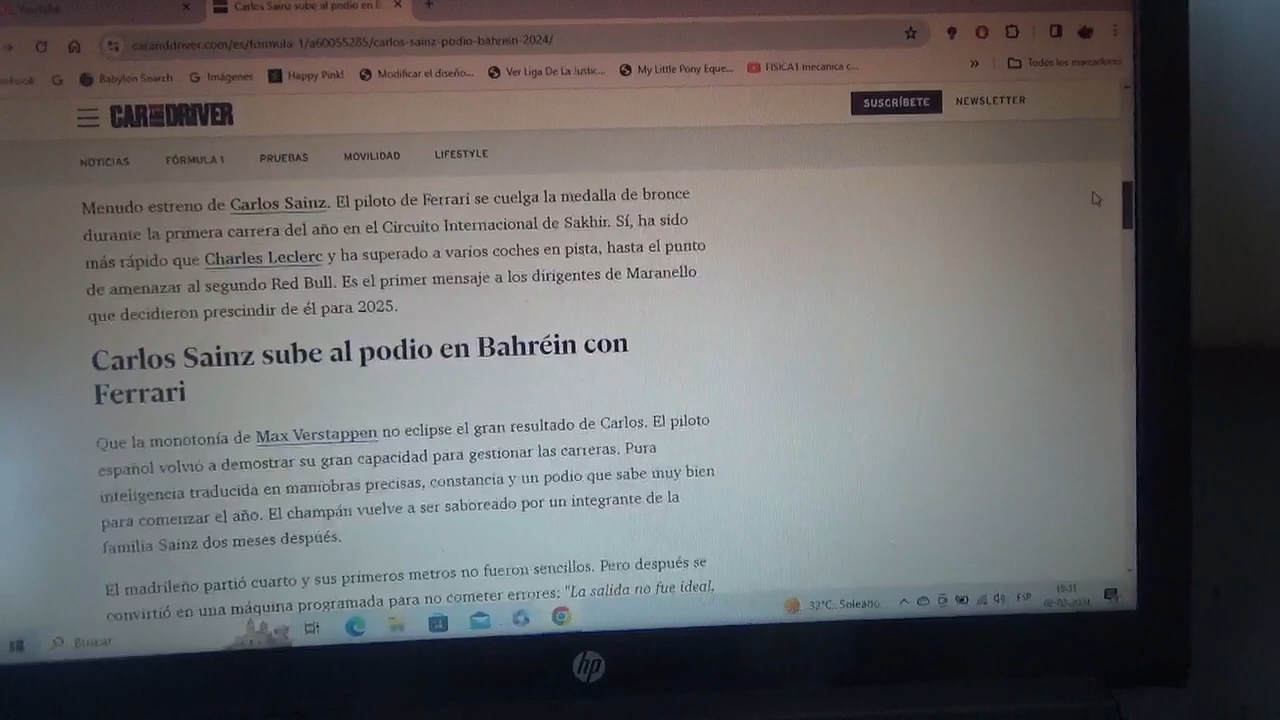 YouTube
Carlos Sainz sube al podio en B
caranddriver.com/es/formula-1/a60055285/carlos-sainz-podio-bahrein-2024/
Babylon Search
Imágenes
Happy Pink!
Modificar el diseño...
Ver Liga De La Justic...
My Little Pony Eque...
FISICA1 mecanica c...
Todos los marcadores
CAR AND DRIVER
SUSCRÍBETE
NEWSLETTER
NOTICIAS
FÓRMULA 1
PRUEBAS
MOVILIDAD
LIFESTYLE
Menudo estreno de Carlos Sainz. El piloto de Ferrari se cuelga la medalla de bronce
durante la primera carrera del año en el Circuito Internacional de Sakhir. Sí, ha sido
más rápido que Charles Leclerc y ha superado a varios coches en pista, hasta el punto
de amenazar al segundo Red Bull. Es el primer mensaje a los dirigentes de Maranello
que decidieron prescindir de él para 2025.
Carlos Sainz sube al podio en Bahréin con
Ferrari
Que la monotonía de Max Verstappen no eclipse el gran resultado de Carlos. El piloto
español volvió a demostrar su gran capacidad para gestionar las carreras. Pura
inteligencia traducida en maniobras precisas, constancia y un podio que sabe muy bien
para comenzar el año. El champán vuelve a ser saboreado por un integrante de la
familia Sainz dos meses después.
El madrileño partió cuarto y sus primeros metros no fueron sencillos. Pero después se
convirtió en una máquina programada para no cometer errores: "La salida no fue ideal,
Buscar
32°C Soleado
ESP
hp